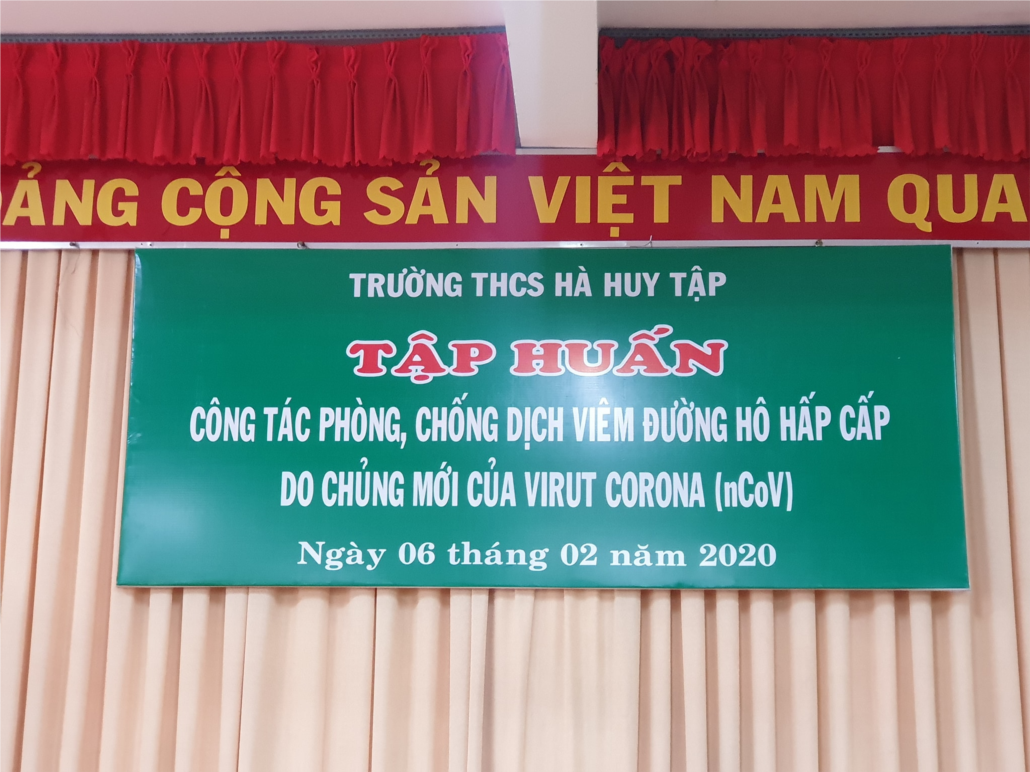 ĐẢNG CỘNG SẢN VIỆT NAM QUA
TRƯỜNG THCS HÀ HUY TẬP
TẬP HUẤN
CÔNG TÁC PHÒNG, CHỐNG DỊCH VIÊM ĐƯỜNG HÔ HẤP CẤP
DO CHỦNG MỚI CỦA VIRUT CORONA (nCoV)
Ngày 06 tháng 02 năm 2020